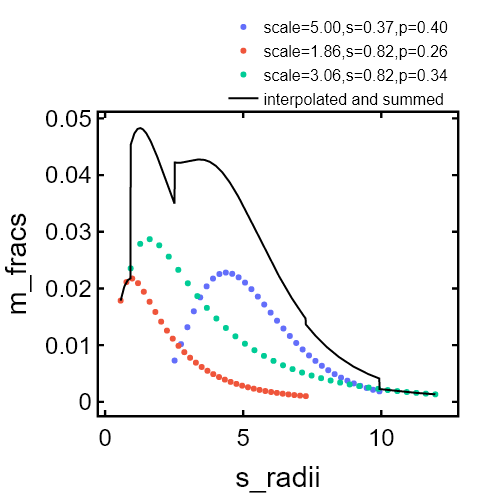 scale=5.00,s=0.37,p=0.40
scale=1.86,s=0.82,p=0.26
scale=3.06,s=0.82,p=0.34
interpolated and summed
0.05
0.04
0.03
0.02
0.01
0
m_fracs
0 5 10
s_radii